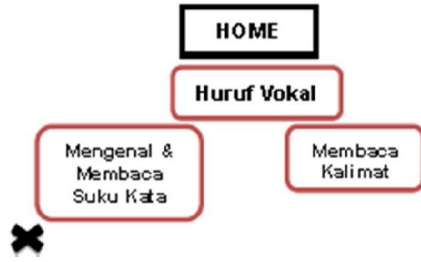 HOME
Huruf Vokal
Mengenal &
Membaca
Suku Kata
Membaca
Kalimat